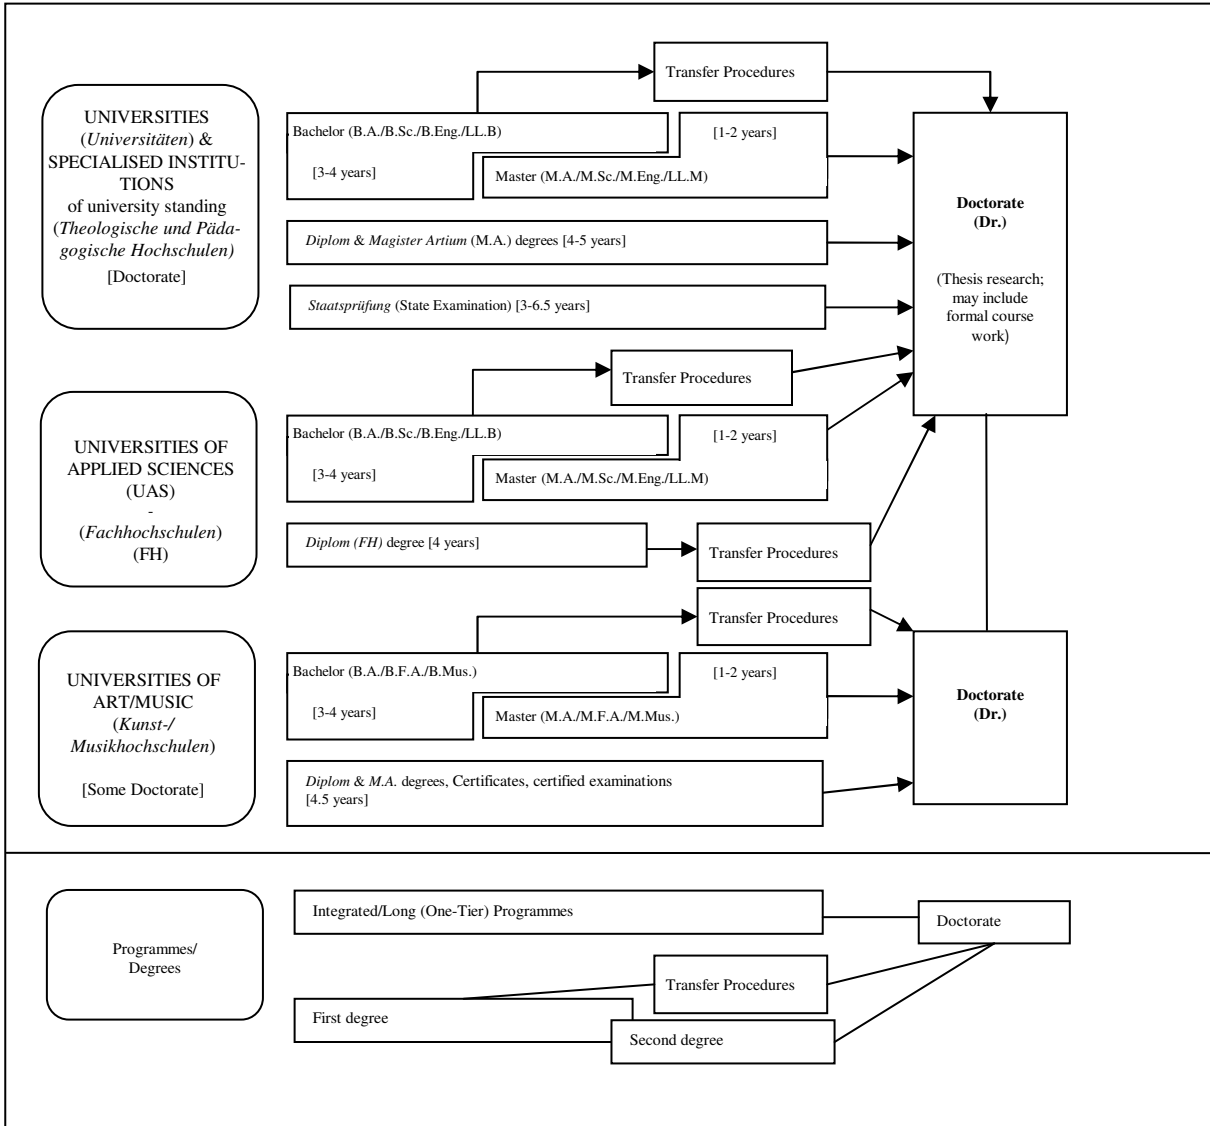 Transfer Procedures
UNIVERSITIES
(Universitäten) &
SPECIALISED INSTITU-
TIONS
of university standing
(Theologische und Päda-
gogische Hochschulen)
[Doctorate]
Bachelor (B.A./B.Sc./B.Eng./LL.B)
[3-4 years]
[1-2 years]
Master (M.A./M.Sc./M.Eng./LL.M)
Diplom & Magister Artium (M.A.) degrees [4-5 years]
Staatsprüfung (State Examination) [3-6.5 years]
Doctorate
(Dr.)
(Thesis research;
may include
formal course
work)
Transfer Procedures
UNIVERSITIES OF
APPLIED SCIENCES
(UAS)
-
(Fachhochschulen)
(FH)
Bachelor (B.A./B.Sc./B.Eng./LL.B)
[3-4 years]
[1-2 years]
Master (M.A./M.Sc./M.Eng./LL.M)
Diplom (FH) degree [4 years]
Transfer Procedures
Transfer Procedures
UNIVERSITIES OF
ART/MUSIC
(Kunst-/
Musikhochschulen)
[Some Doctorate]
Bachelor (B.A./B.F.A./B.Mus.)
[3-4 years]
[1-2 years]
Master (M.A./M.F.A./M.Mus.)
Diplom & M.A. degrees, Certificates, certified examinations
[4.5 years]
Doctorate
(Dr.)
Programmes/
Degrees
Integrated/Long (One-Tier) Programmes
Doctorate
Transfer Procedures
First degree
Second degree